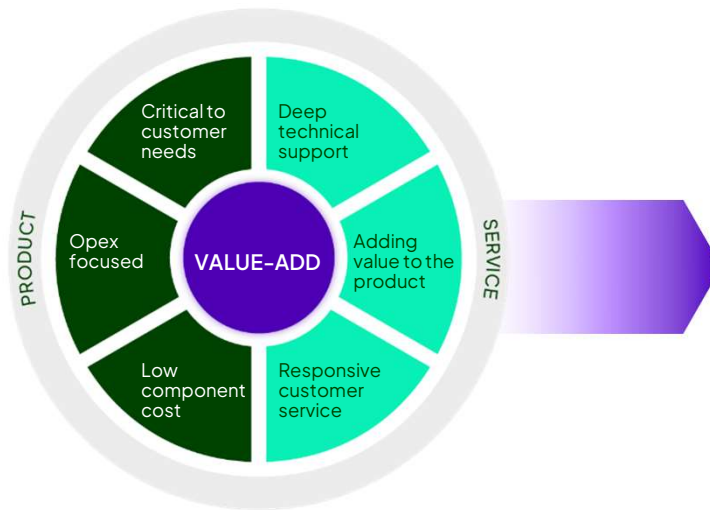 Critical to
customer
needs
Deep
technical
support
PRODUCT
Opex
focused
VALUE-ADD
Adding
value to the
product
SERVICE
Low
component
cost
Responsive
customer
service